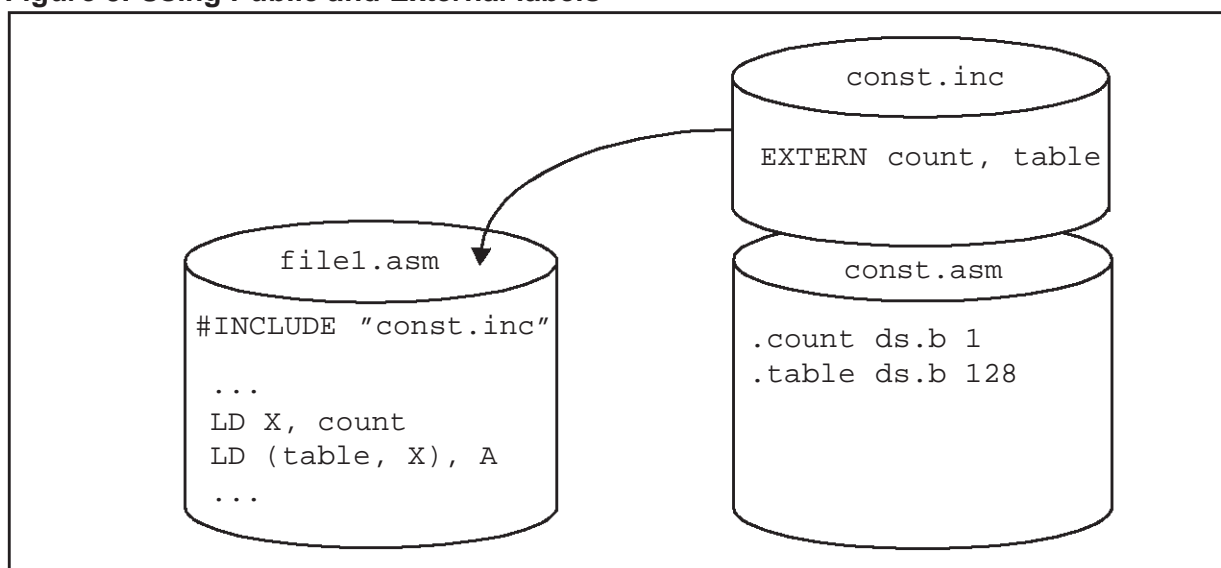 Figure Using Public and External labels
const.inc
EXTERN count, table
file1.asm
#INCLUDE "const.inc"
...
LD X, count
LD (table, X), A
...
const.asm
.count ds.b 1
.table ds.b 128